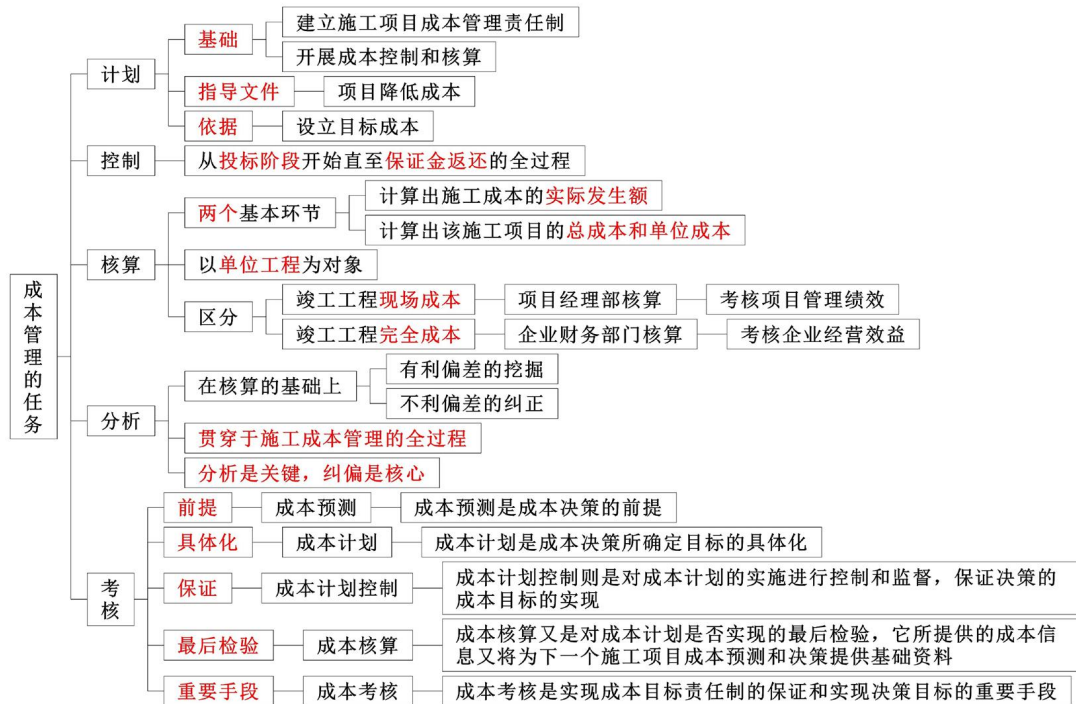 成本管理的任务
计划
基础
建立施工项目成本管理责任制
开展成本控制和核算
指导文件
项目降低成本
依据
设立目标成本
控制
从投标阶段开始直至保证金返还的全过程
核算
两个基本环节
计算出施工成本的实际发生额
计算出该施工项目的总成本和单位成本
以单位工程为对象
区分
竣工工程现场成本
项目经理部核算
考核项目管理绩效
竣工工程完全成本
企业财务部门核算
考核企业经营效益
分析
在核算的基础上
有利偏差的挖掘
不利偏差的纠正
贯穿于施工成本管理的全过程
分析是关键，纠偏是核心
考核
前提
成本预测
成本预测是成本决策的前提
具体化
成本计划
成本计划是成本决策所确定目标的具体化
保证
成本计划控制
成本计划控制则是对成本计划的实施进行控制和监督，保证决策的
成本目标的实现
最后检验
成本核算
成本核算又是对成本计划是否实现的最后检验，它所提供的成本信
息又将为下一个施工项目成本预测和决策提供基础资料
重要手段
成本考核
成本考核是实现成本目标责任制的保证和实现决策目标的重要手段